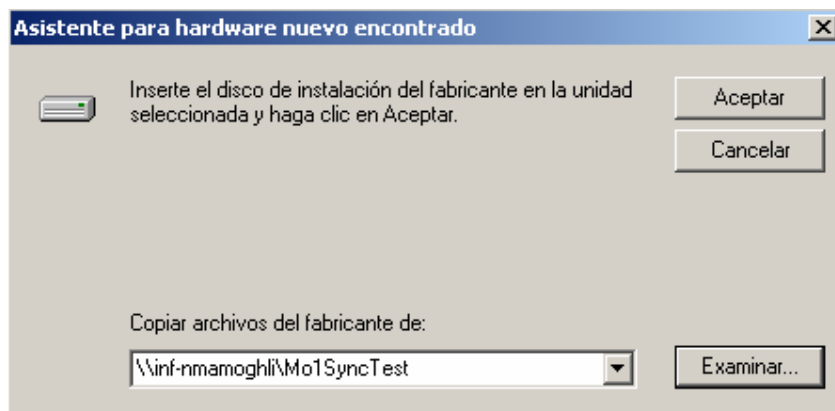 Asistente para hardware nuevo encontrado
Inserte el disco de instalación del fabricante en la unidad
seleccionada y haga clic en Aceptar.
Aceptar
Cancelar
Copiar archivos del fabricante de:
\\inf-nmamoghli\Mo1SyncTest
Examinar...